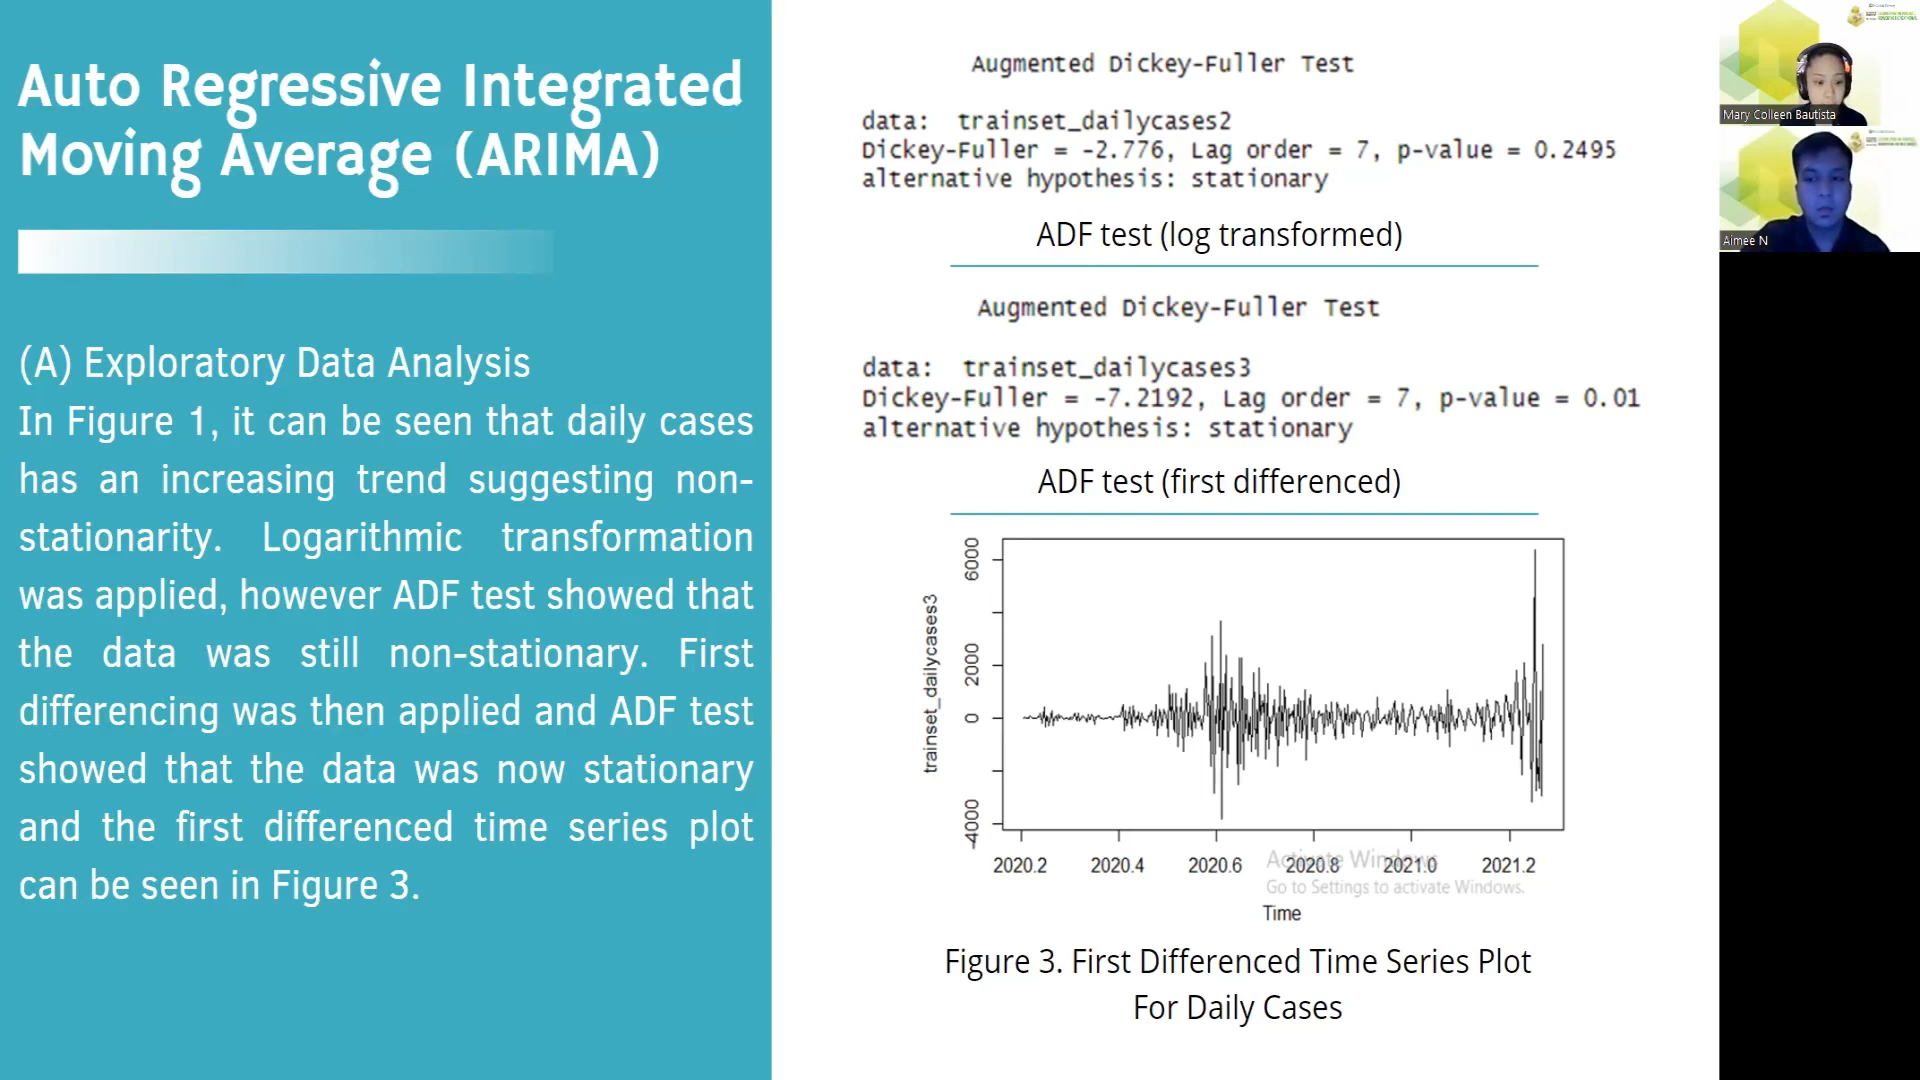 Auto Regressive Integrated
Moving Average (ARIMA)
(A) Exploratory Data Analysis
In Figure 1, it can be seen that daily cases
has an increasing trend suggesting non-
stationarity. Logarithmic transformation
was applied, however ADF test showed that
the data was still non-stationary. First
differencing was then applied and ADF test
showed that the data was now stationary
and the first differenced time series plot
can be seen in Figure 3.
Augmented Dickey-Fuller Test
data: trainset_dailycases2
Dickey-Fuller = -2.776, Lag order = 7, p-value = 0.2495
alternative hypothesis: stationary
ADF test (log transformed)
Augmented Dickey-Fuller Test
data: trainset_dailycases3
Dickey-Fuller = -7.2192, Lag order = 7, p-value = 0.01
alternative hypothesis: stationary
ADF test (first differenced)
trainset_dailycases3
6000
2000
0
-4000
2020.2 2020.4 2020.6 2020.8 2021.0 2021.2
Time
Activate Windows
Go to Settings to activate Windows.
Figure 3. First Differenced Time Series Plot
For Daily Cases
Mary Colleen Bautista
Aimee N